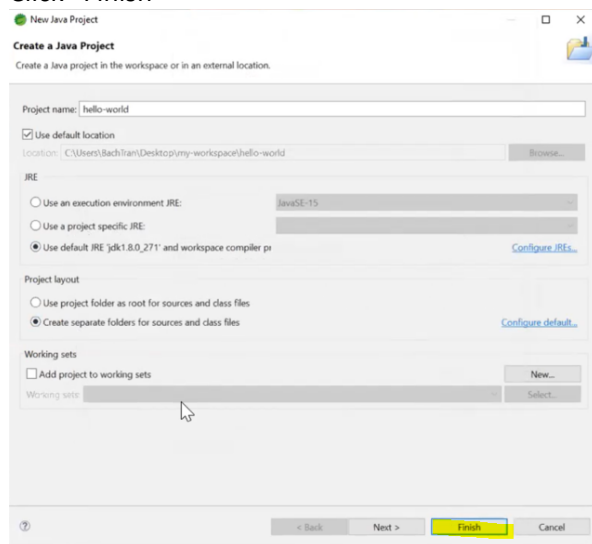 New Java Project
Create a Java Project
Create a Java project in the workspace or in an external location.
Project name: hello-world
Use default location
Location: C:\Users\BachTran\Desktop\my-workspace\hello-world Browse...
JRE
Use an execution environment JRE: JavaSE-15
Use a project specific JRE:
Use default JRE 'jdk1.8.0_271' and workspace compiler pr Configure JREs...
Project layout
Use project folder as root for sources and class files
Create separate folders for sources and class files Configure default...
Working sets
Add project to working sets New...
Working sets: Select...
? < Back Next > Finish Cancel